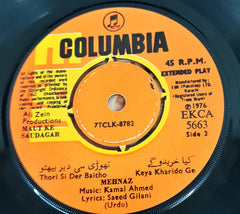 COLUMBIA
45 R.P.M.
EXTENDED PLAY
7TCLK-8782
℗ 1976
EKCA
5663
Side 2
Ali Zein
Productions
MAUT KE
SAUDAGAR
تھوڑی سی دیر بیٹھو
کیا خریدو گے
Thori Si Der Baitho
Keya Kharido Ge
MEHNAZ
Music: Kamal Ahmed
Lyrics: Saeed Gilani
(Urdu)